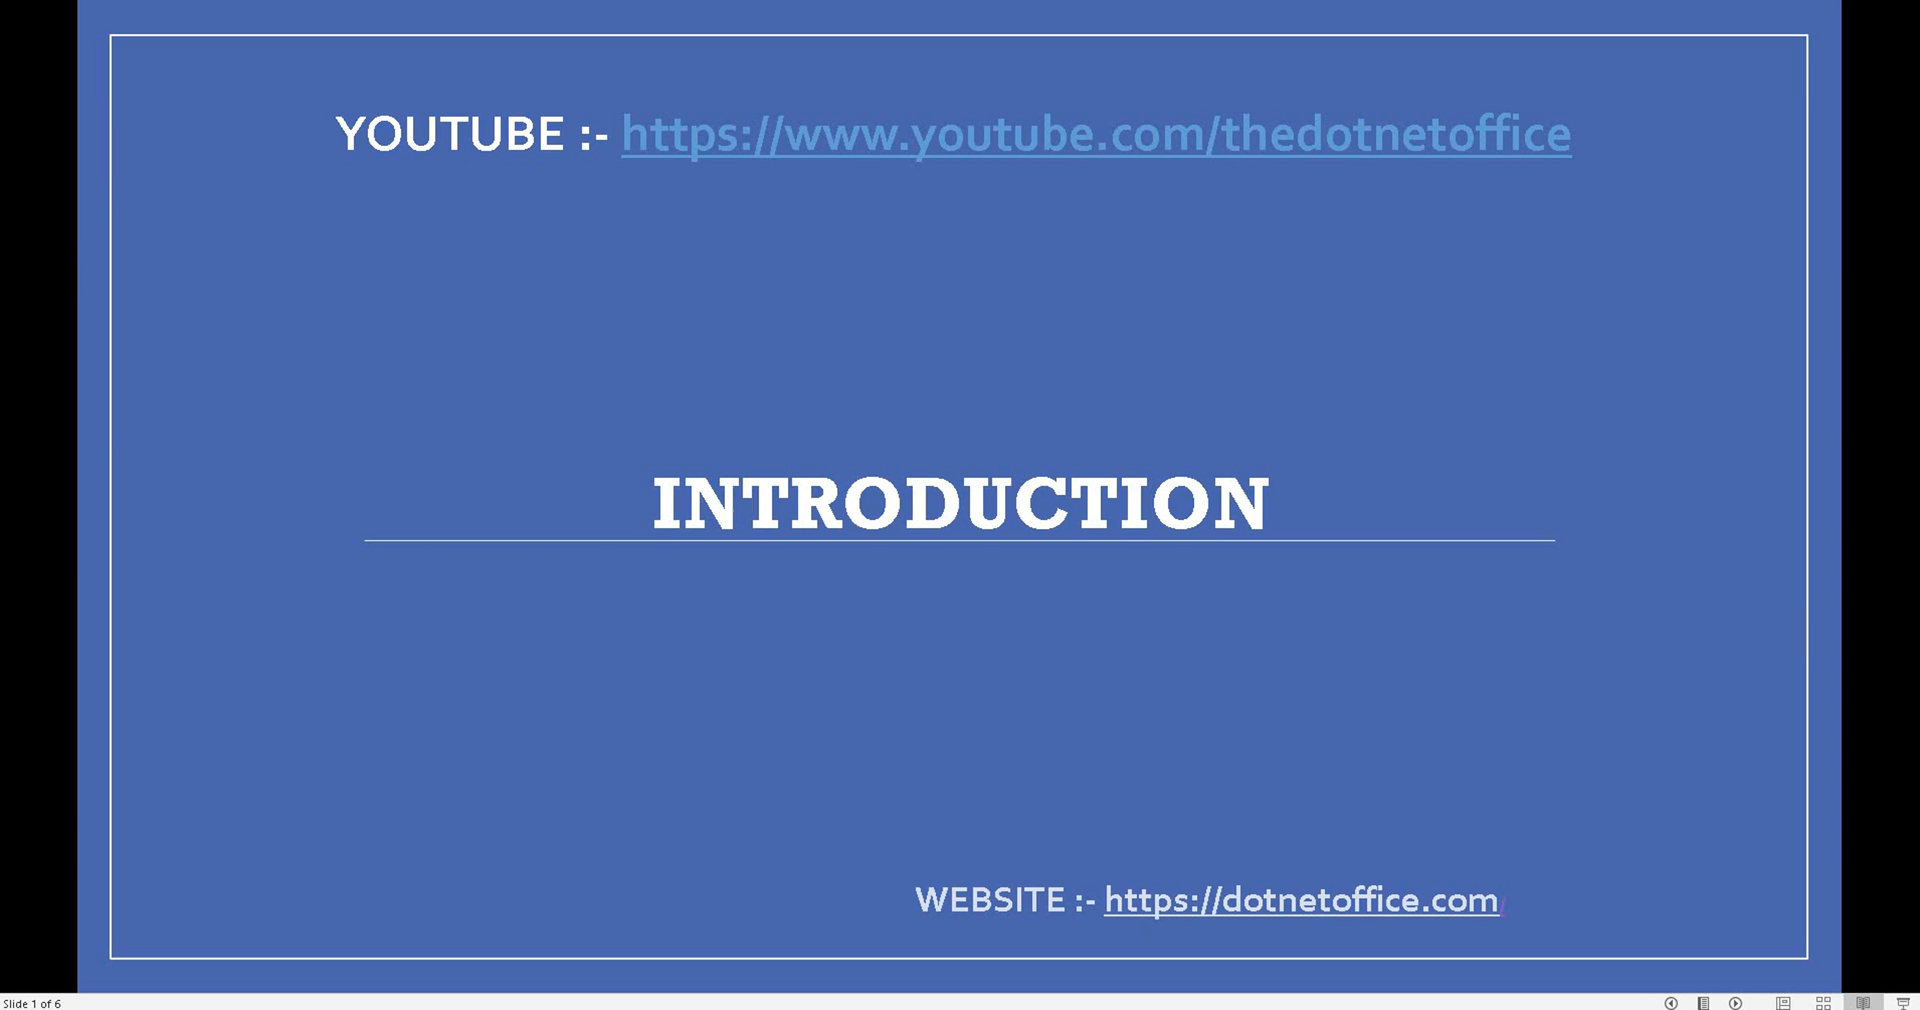 YOUTUBE :- https://www.youtube.com/thedotnetoffice
INTRODUCTION
WEBSITE :- https://dotnetoffice.com/
Slide 1 of 6